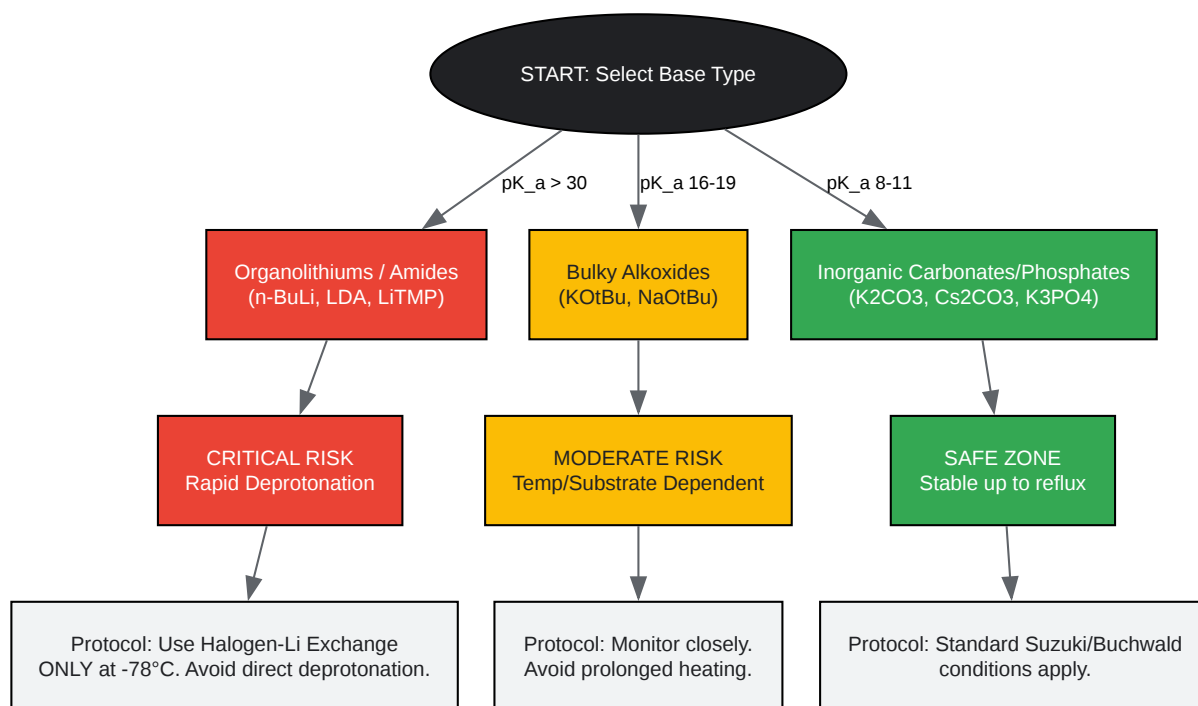 START: Select Base Type
pK_a > 30
pK_a 16-19
pK_a 8-11
Organolithiums / Amides
(n-BuLi, LDA, LiTMP)
Bulky Alkoxides
(KOtBu, NaOtBu)
Inorganic Carbonates/Phosphates
(K2CO3, Cs2CO3, K3PO4)
CRITICAL RISK
Rapid Deprotonation
MODERATE RISK
Temp/Substrate Dependent
SAFE ZONE
Stable up to reflux
Protocol: Use Halogen-Li Exchange
ONLY at -78°C. Avoid direct deprotonation.
Protocol: Monitor closely.
Avoid prolonged heating.
Protocol: Standard Suzuki/Buchwald
conditions apply.